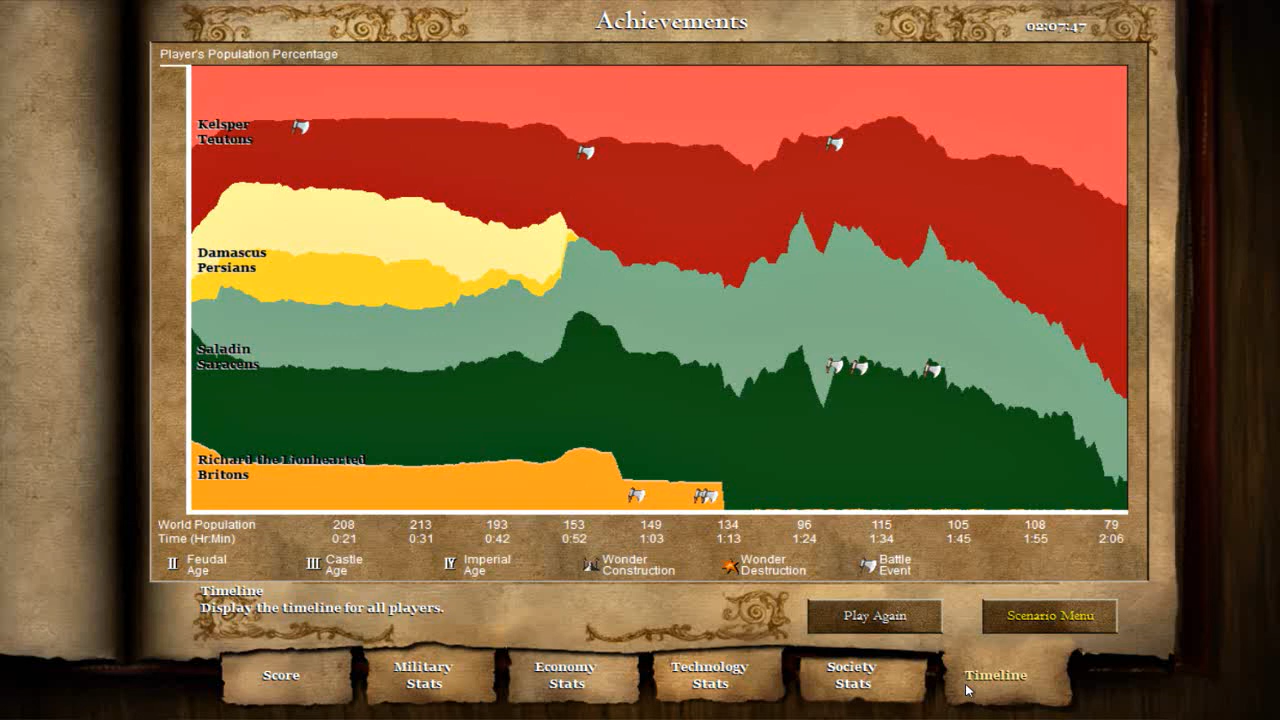 Achievements
02:07:47
Player's Population Percentage
Kelsper
Teutons
Damascus
Persians
Saladin
Saracens
Richard the Lionhearted
Britons
World Population 208 213 193 153 149 134 96 115 105 108 79
Time (Hr:Min) 0:21 0:31 0:42 0:52 1:03 1:13 1:24 1:34 1:45 1:55 2:06
II Feudal Age
III Castle Age
IV Imperial Age
Wonder Construction
Wonder Destruction
Battle Event
Timeline
Display the timeline for all players.
Play Again
Scenario Menu
Score
Military
Stats
Economy
Stats
Technology
Stats
Society
Stats
Timeline